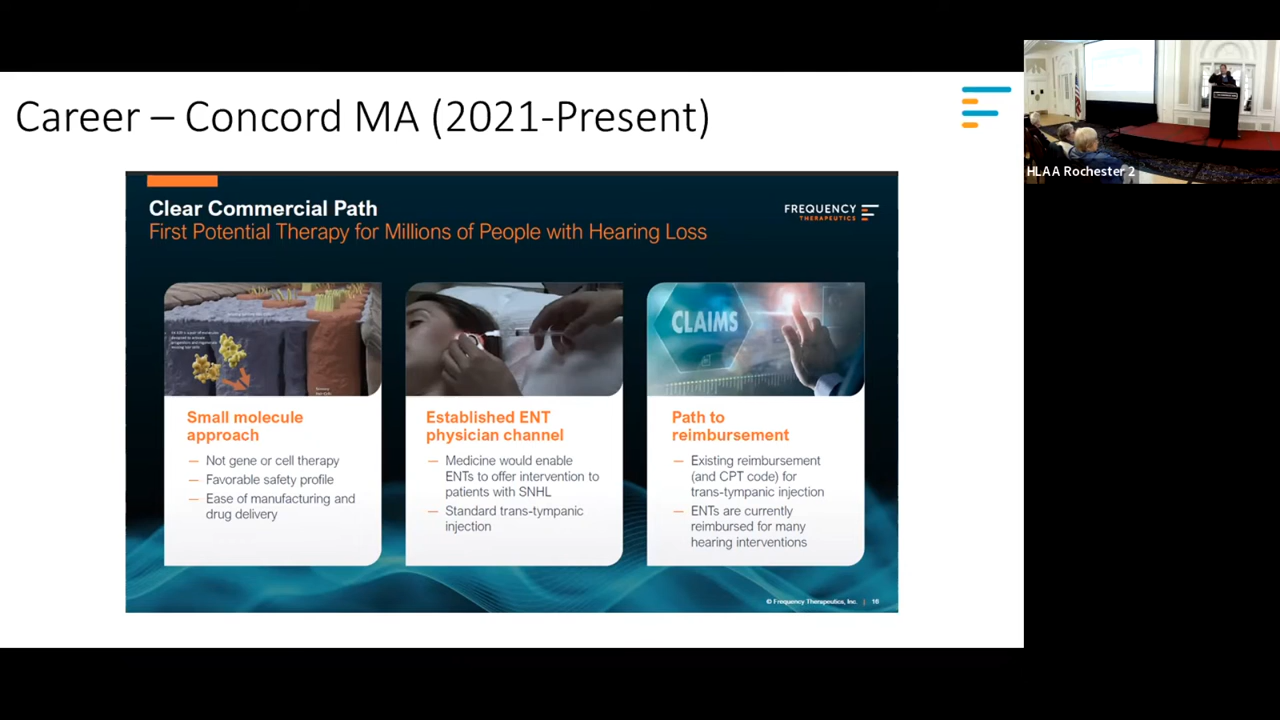 Career – Concord MA (2021-Present)
HLAA Rochester 2
Clear Commercial Path
First Potential Therapy for Millions of People with Hearing Loss
FREQUENCY
THERAPEUTICS
CLAIMS
Small molecule
approach
— Not gene or cell therapy
— Favorable safety profile
— Ease of manufacturing and
drug delivery
Established ENT
physician channel
— Medicine would enable
ENTs to offer intervention to
patients with SNHL
— Standard trans-tympanic
injection
Path to
reimbursement
— Existing reimbursement
(and CPT code) for
trans-tympanic injection
— ENTs are currently
reimbursed for many
hearing interventions
© Frequency Therapeutics, Inc. | 16